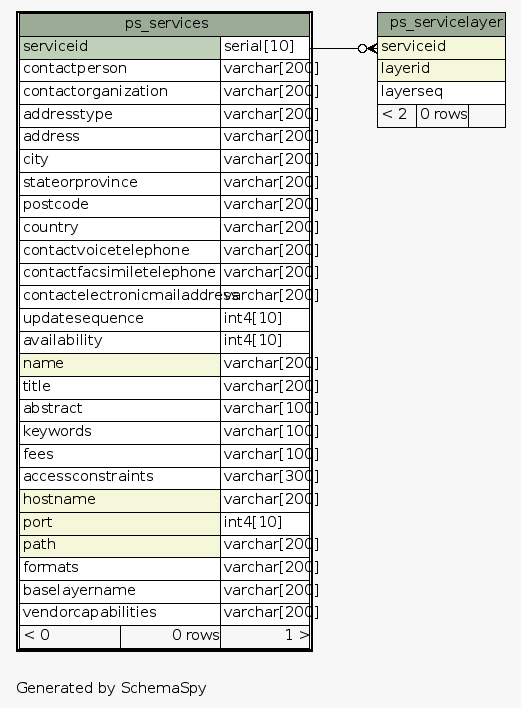 ps_services
serviceid serial[10]
contactperson varchar[200]
contactorganization varchar[200]
addresstype varchar[200]
address varchar[200]
city varchar[200]
stateorprovince varchar[200]
postcode varchar[200]
country varchar[200]
contactvoicetelephone varchar[200]
contactfacsimiletelephone varchar[200]
contactelectronicmailaddress varchar[200]
updatesequence int4[10]
availability int4[10]
name varchar[200]
title varchar[200]
abstract varchar[100]
keywords varchar[100]
fees varchar[100]
accessconstraints varchar[300]
hostname varchar[200]
port int4[10]
path varchar[200]
formats varchar[200]
baselayername varchar[200]
vendorcapabilities varchar[200]
< 0 0 rows 1 >
ps_servicelayer
serviceid
layerid
layerseq
< 2 0 rows
Generated by SchemaSpy